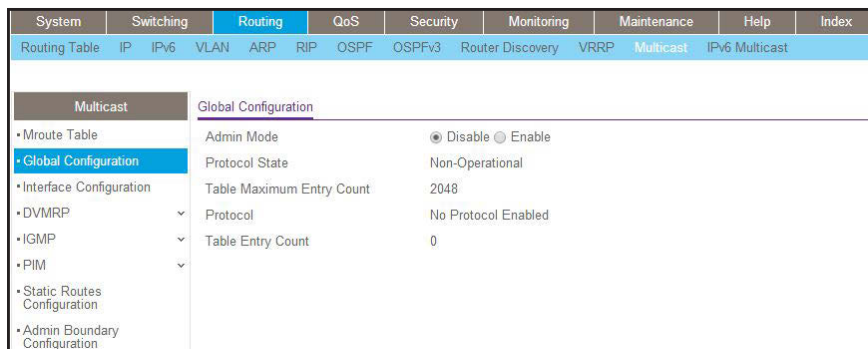 System Switching Routing QoS Security Monitoring Maintenance Help Index
Routing Table IP IPv6 VLAN ARP RIP OSPF OSPFv3 Router Discovery VRRP Multicast IPv6 Multicast
Multicast
Mroute Table
Global Configuration
Interface Configuration
DVMRP
IGMP
PIM
Static Routes
Configuration
Admin Boundary
Configuration
Global Configuration
Admin Mode Disable Enable
Protocol State Non-Operational
Table Maximum Entry Count 2048
Protocol No Protocol Enabled
Table Entry Count 0